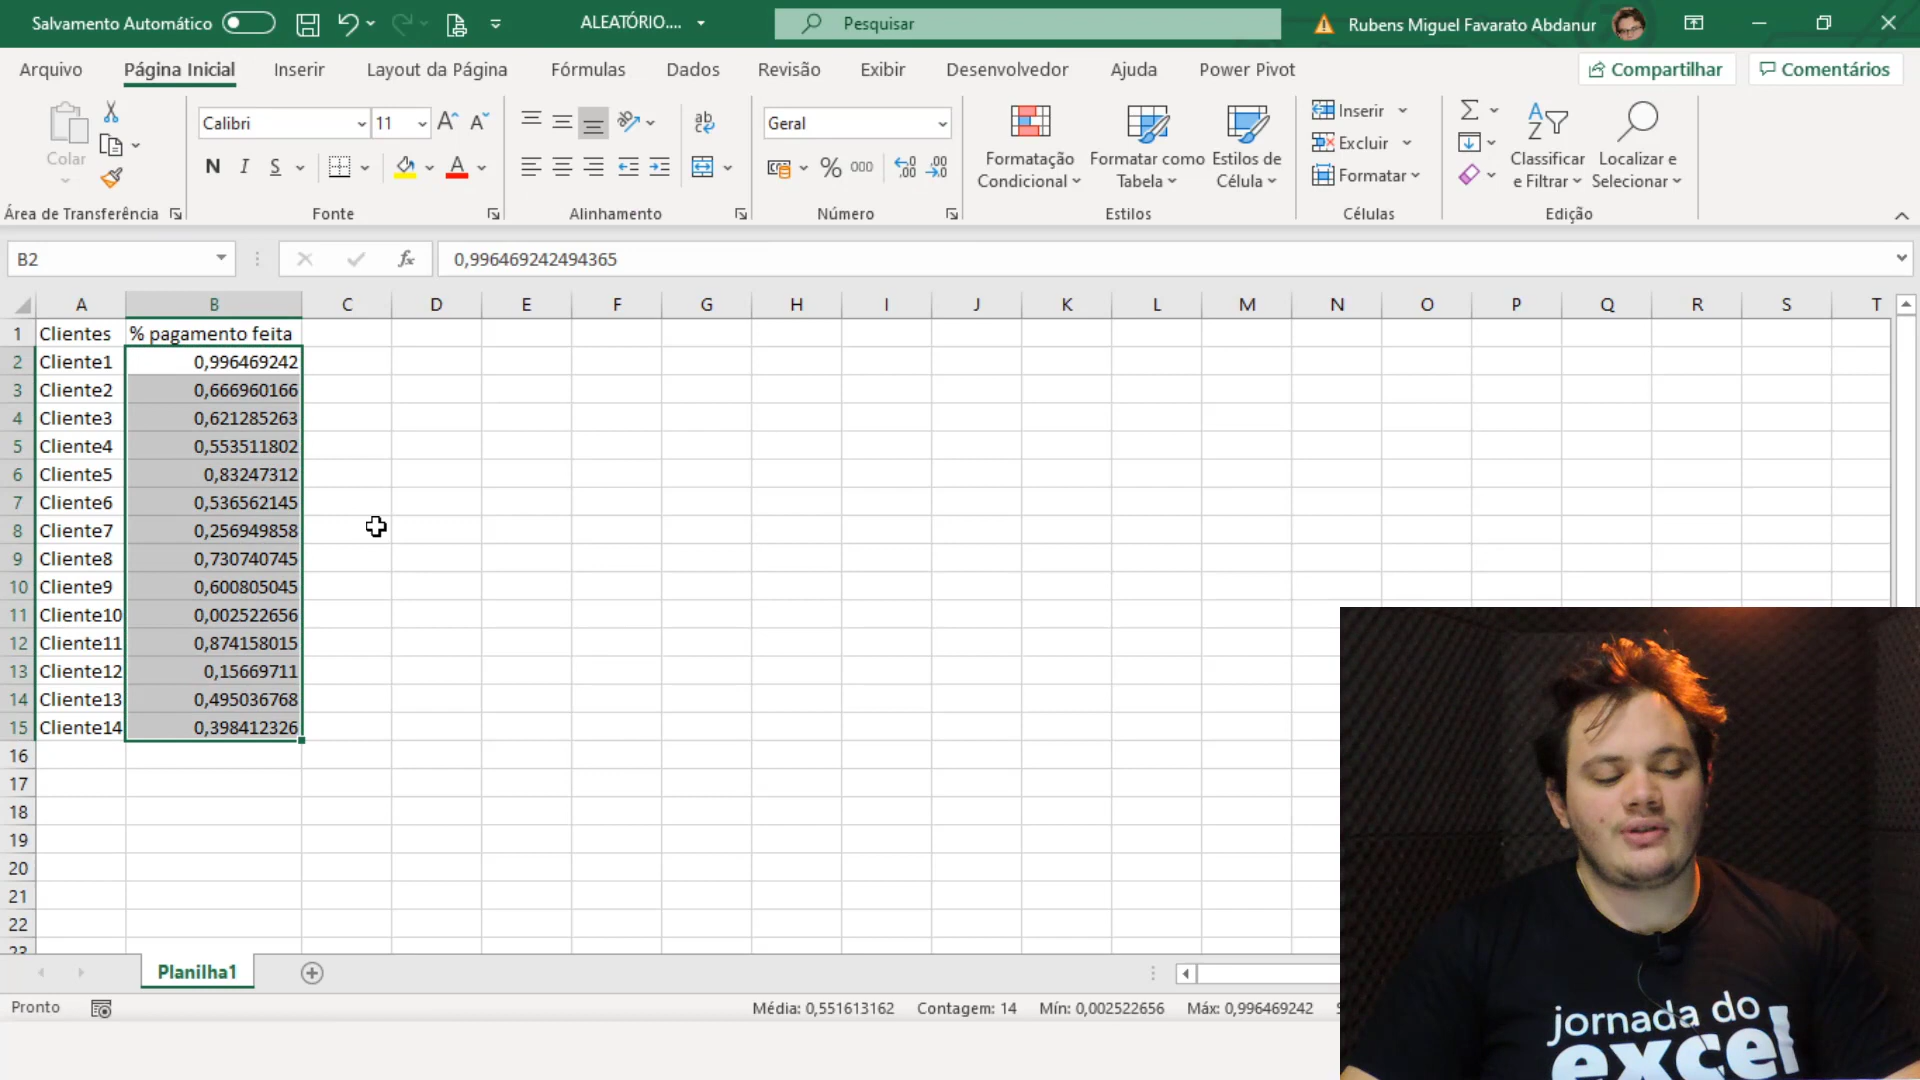 Salvamento Automático
ALEATÓRIO....
Pesquisar
Rubens Miguel Favarato Abdanur
Arquivo Página Inicial Inserir Layout da Página Fórmulas Dados Revisão Exibir Desenvolvedor Ajuda Power Pivot
Compartilhar Comentários
Colar
Calibri 11
N I S
Geral
% 000
Formatação Condicional
Formatar como Tabela
Estilos de Célula
Inserir
Excluir
Formatar
Classificar e Filtrar
Localizar e Selecionar
Área de Transferência Fonte Alinhamento Número Estilos Células Edição
B2 fx 0,996469242494365
A B C D E F G H I J K L M N O P Q R S T
1 Clientes % pagamento feita
2 Cliente1 0,996469242
3 Cliente2 0,666960166
4 Cliente3 0,621285263
5 Cliente4 0,553511802
6 Cliente5 0,83247312
7 Cliente6 0,536562145
8 Cliente7 0,256949858
9 Cliente8 0,730740745
10 Cliente9 0,600805045
11 Cliente10 0,002522656
12 Cliente11 0,874158015
13 Cliente12 0,15669711
14 Cliente13 0,495036768
15 Cliente14 0,398412326
16
17
18
19
20
21
22
23
Planilha1
Pronto
Média: 0,551613162 Contagem: 14 Mín: 0,002522656 Máx: 0,996469242
jornada do
excel